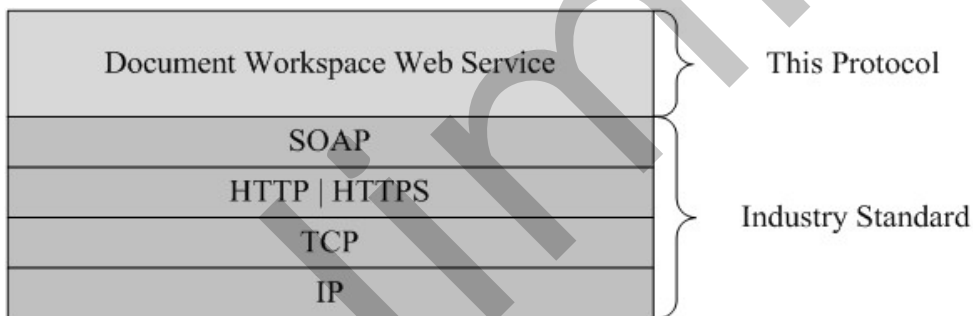 Document Workspace Web Service
This Protocol
SOAP
HTTP | HTTPS
TCP
IP
Industry Standard